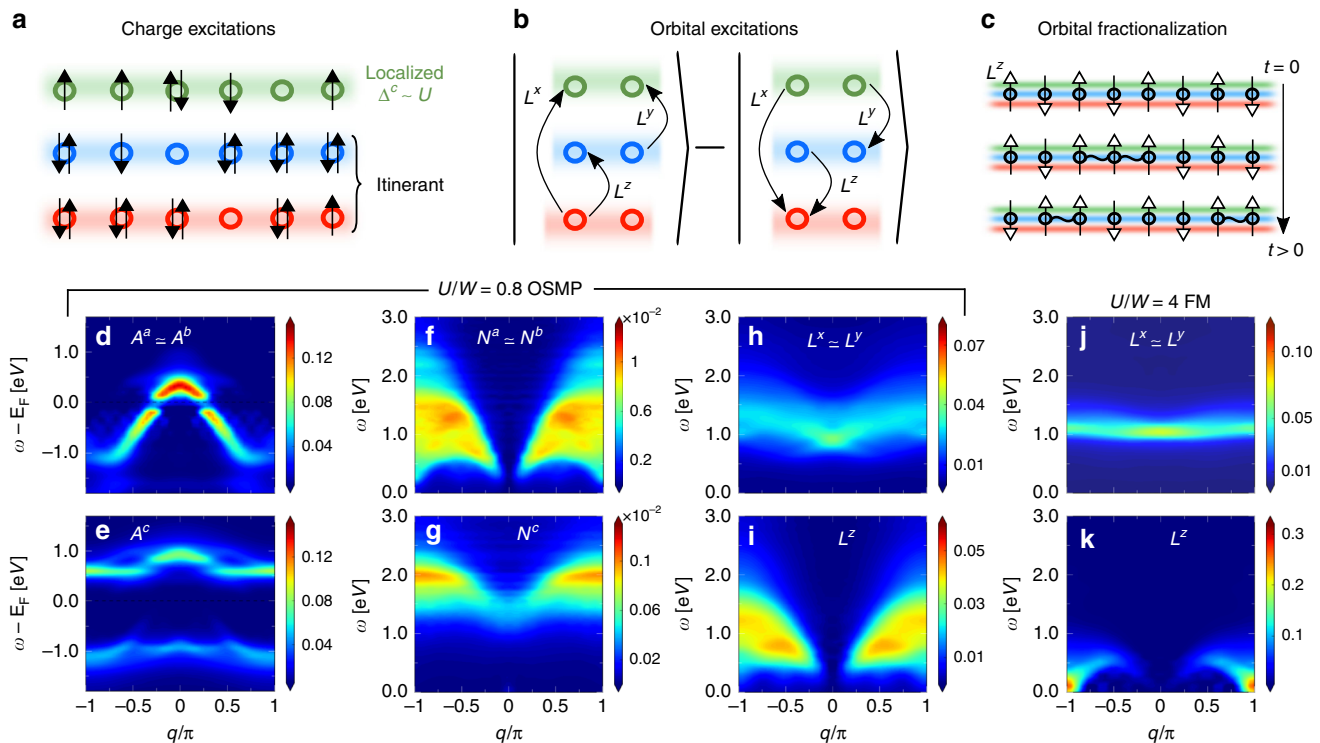 a Charge excitations
Localized
Δᶜ ~ U
Itinerant
b Orbital excitations
Lˣ
Lʸ
Lᶻ
Lˣ
Lʸ
Lᶻ
c Orbital fractionalization
Lᶻ
t = 0
t > 0
U/W = 0.8 OSMP
U/W = 4 FM
d Aᵃ ≃ Aᵇ
ω – E_F [eV]
1.0
0.0
–1.0
0.12
0.08
0.04
f Nᵃ ≃ Nᵇ
ω [eV]
3.0
2.0
1.0
0.0
×10⁻²
1
0.6
0.2
h Lˣ ≃ Lʸ
ω [eV]
3.0
2.0
1.0
0.0
0.07
0.04
0.01
j Lˣ ≃ Lʸ
ω [eV]
3.0
2.0
1.0
0.0
0.10
0.05
0.01
e Aᶜ
ω – E_F [eV]
1.0
0.0
–1.0
0.12
0.08
0.04
–1 –0.5 0 0.5 1
q/π
g Nᶜ
ω [eV]
3.0
2.0
1.0
0.0
×10⁻²
0.1
0.06
0.02
–1 –0.5 0 0.5 1
q/π
i Lᶻ
ω [eV]
3.0
2.0
1.0
0.0
0.05
0.03
0.01
–1 –0.5 0 0.5 1
q/π
k Lᶻ
ω [eV]
3.0
2.0
1.0
0.0
0.3
0.2
0.1
–1 –0.5 0 0.5 1
q/π